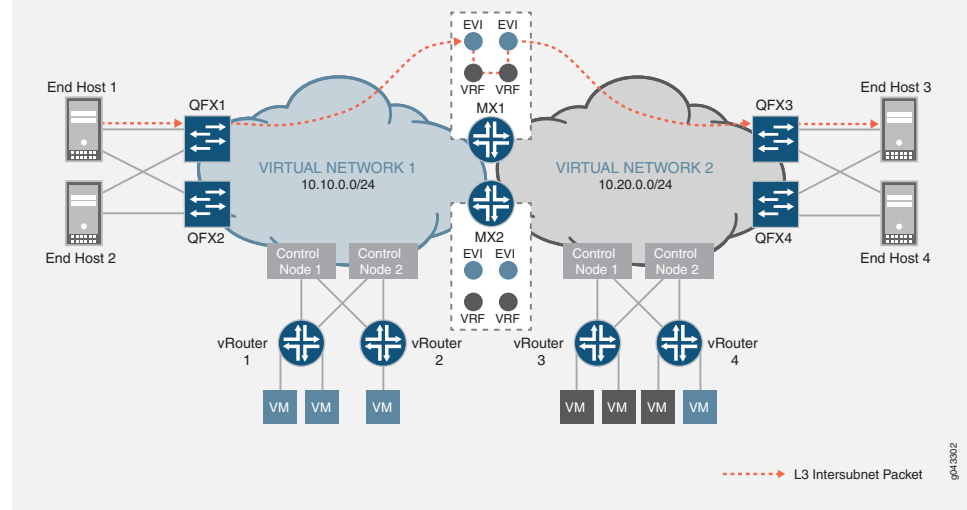 EVI EVI
VRF VRF
MX1
End Host 1
QFX1
QFX3
End Host 3
VIRTUAL NETWORK 1
10.10.0.0/24
VIRTUAL NETWORK 2
10.20.0.0/24
End Host 2
QFX2
MX2
QFX4
End Host 4
Control
Node 1
Control
Node 2
EVI EVI
VRF VRF
Control
Node 1
Control
Node 2
vRouter
1
vRouter
2
vRouter
3
vRouter
4
VM VM VM
VM VM VM VM
L3 Intersubnet Packet
g043302